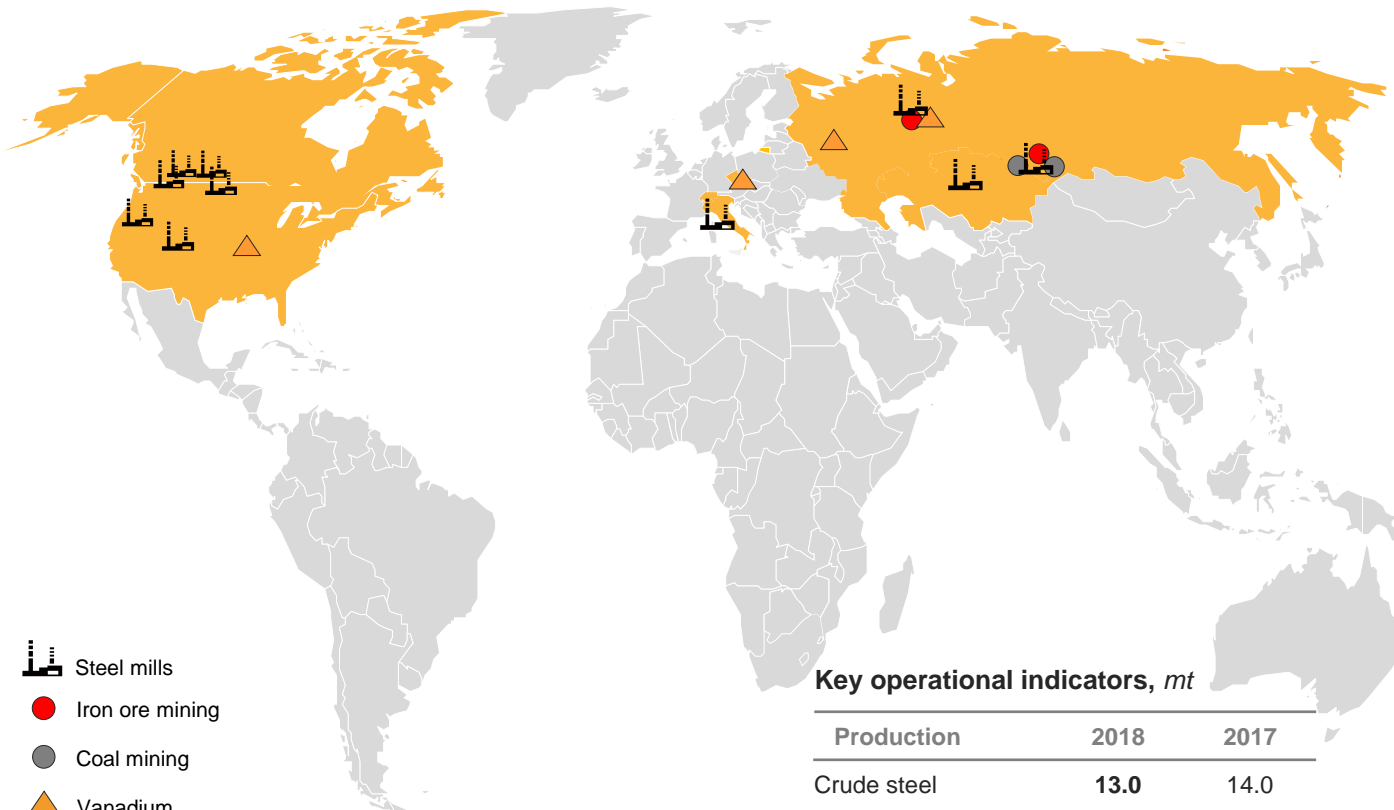 Steel mills
Iron ore mining
Coal mining
Vanadium
Key operational indicators, mt
Production 2018 2017
Crude steel 13.0 14.0